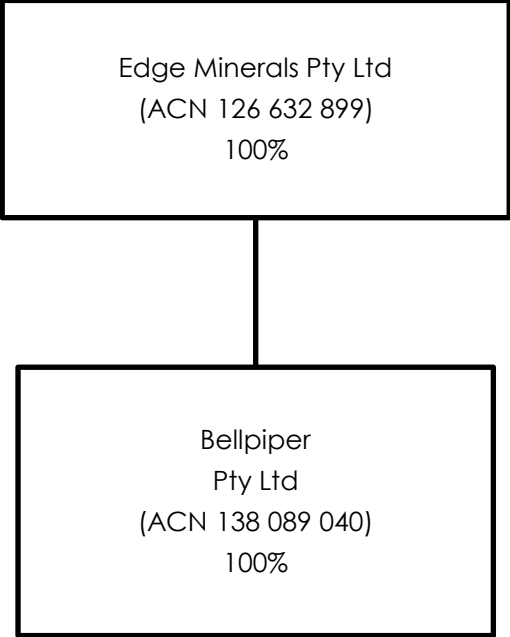 Edge Minerals Pty Ltd
(ACN 126 632 899)
100%
Bellpiper
Pty Ltd
(ACN 138 089 040)
100%